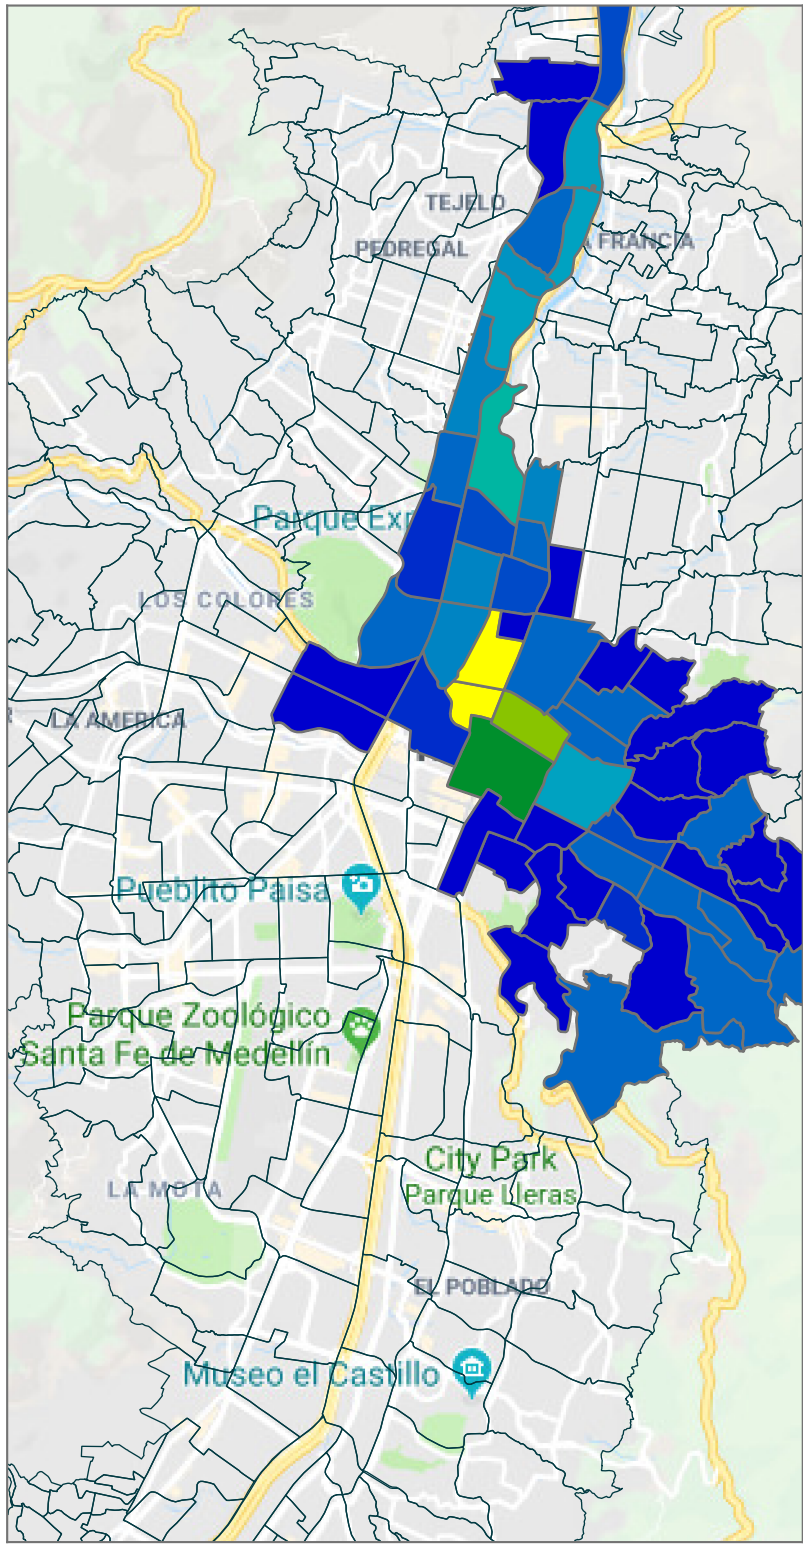 TEJELO
PEDREGAL
A FRANCIA
Parque Exp
LOS COLORES
LA AMERICA
Pueblito Paisa
Parque Zoológico
Santa Fe de Medellín
City Park
Parque Lleras
LA MOTA
EL POBLADO
Museo el Castillo